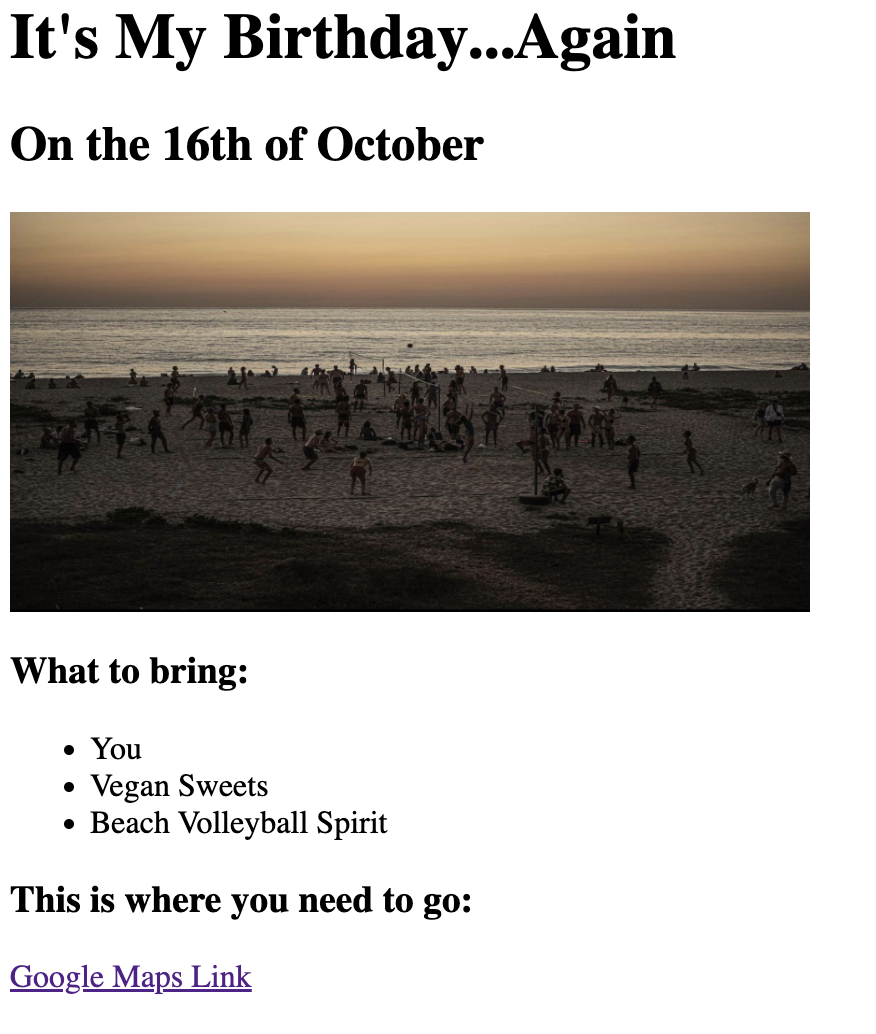 It's My Birthday...Again
On the 16th of October
What to bring:
You
Vegan Sweets
Beach Volleyball Spirit
This is where you need to go:
Google Maps Link